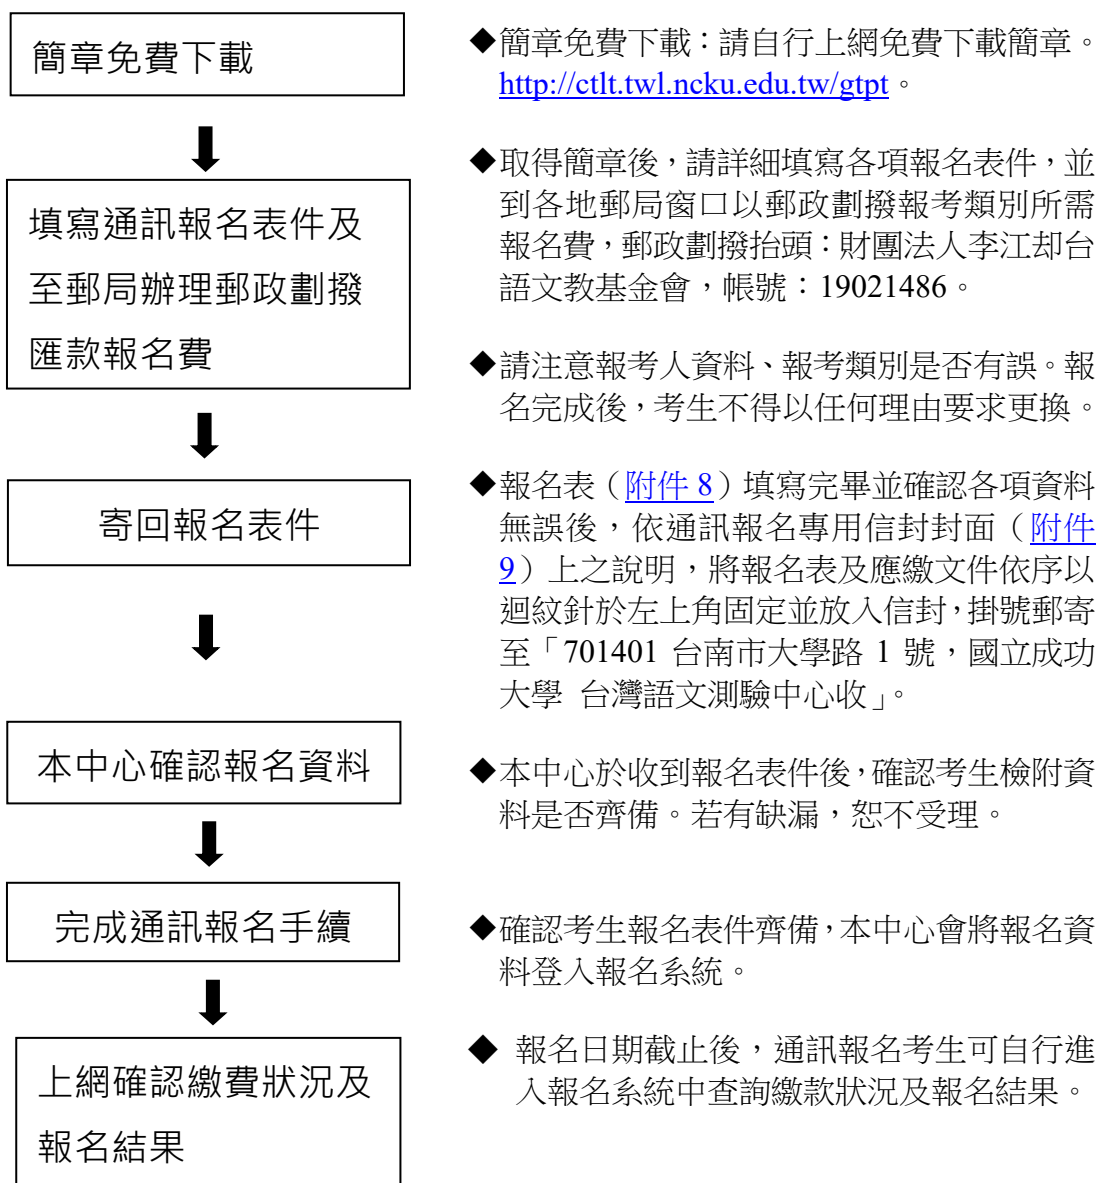 簡章免費下載
◆簡章免費下載：請自行上網免費下載簡章。
http://ctlt.twl.ncku.edu.tw/gtpt。
填寫通訊報名表件及
至郵局辦理郵政劃撥
匯款報名費
◆取得簡章後，請詳細填寫各項報名表件，並
到各地郵局窗口以郵政劃撥報考類別所需
報名費，郵政劃撥抬頭：財團法人李江却台
語文教基金會，帳號：19021486。
◆請注意報考人資料、報考類別是否有誤。報
名完成後，考生不得以任何理由要求更換。
寄回報名表件
◆報名表（附件 8）填寫完畢並確認各項資料
無誤後，依通訊報名專用信封封面（附件
9）上之說明，將報名表及應繳文件依序以
迴紋針於左上角固定並放入信封，掛號郵寄
至「701401 台南市大學路 1 號，國立成功
大學 台灣語文測驗中心收」。
本中心確認報名資料
◆本中心於收到報名表件後，確認考生檢附資
料是否齊備。若有缺漏，恕不受理。
完成通訊報名手續
◆確認考生報名表件齊備，本中心會將報名資
料登入報名系統。
上網確認繳費狀況及
報名結果
◆ 報名日期截止後，通訊報名考生可自行進
入報名系統中查詢繳款狀況及報名結果。